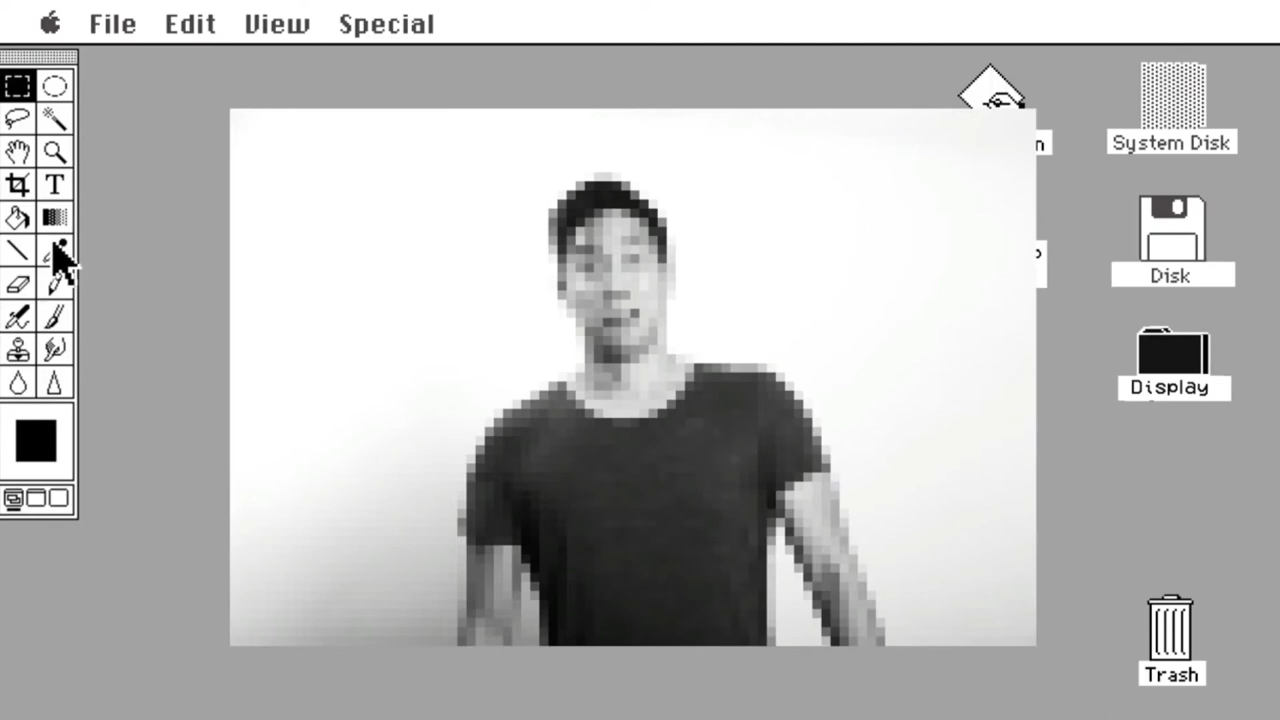 File Edit View Special
System Disk
Disk
Display
Trash
T